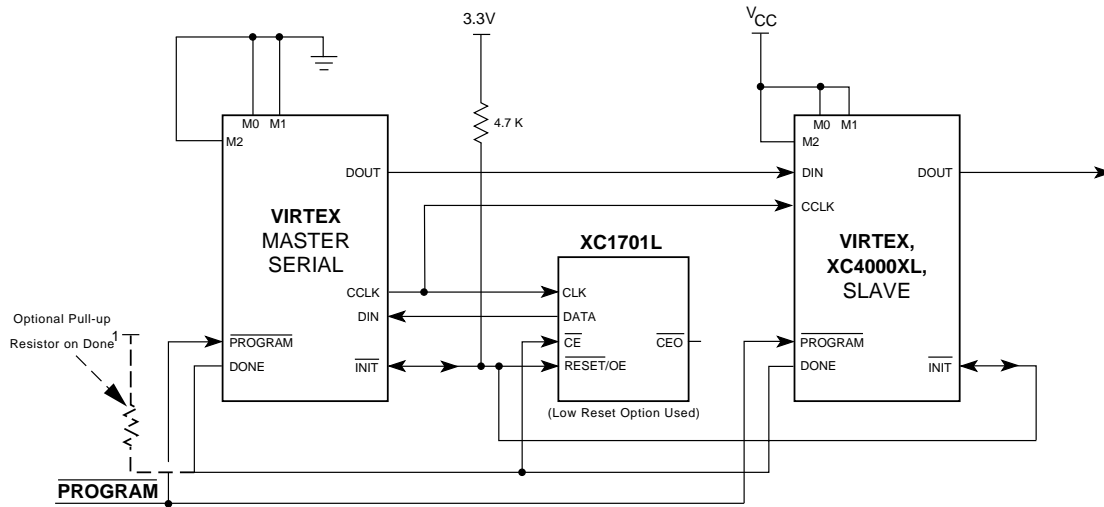 3.3V
VCC
M0 M1
M2
4.7 K
M0 M1
M2
DOUT
DIN
DOUT
CCLK
VIRTEX
MASTER
SERIAL
XC1701L
VIRTEX,
XC4000XL,
SLAVE
CCLK
CLK
DIN
DATA
Optional Pull-up
Resistor on Done
1
PROGRAM
CE
CEO
PROGRAM
DONE
INIT
RESET/OE
DONE
INIT
(Low Reset Option Used)
PROGRAM